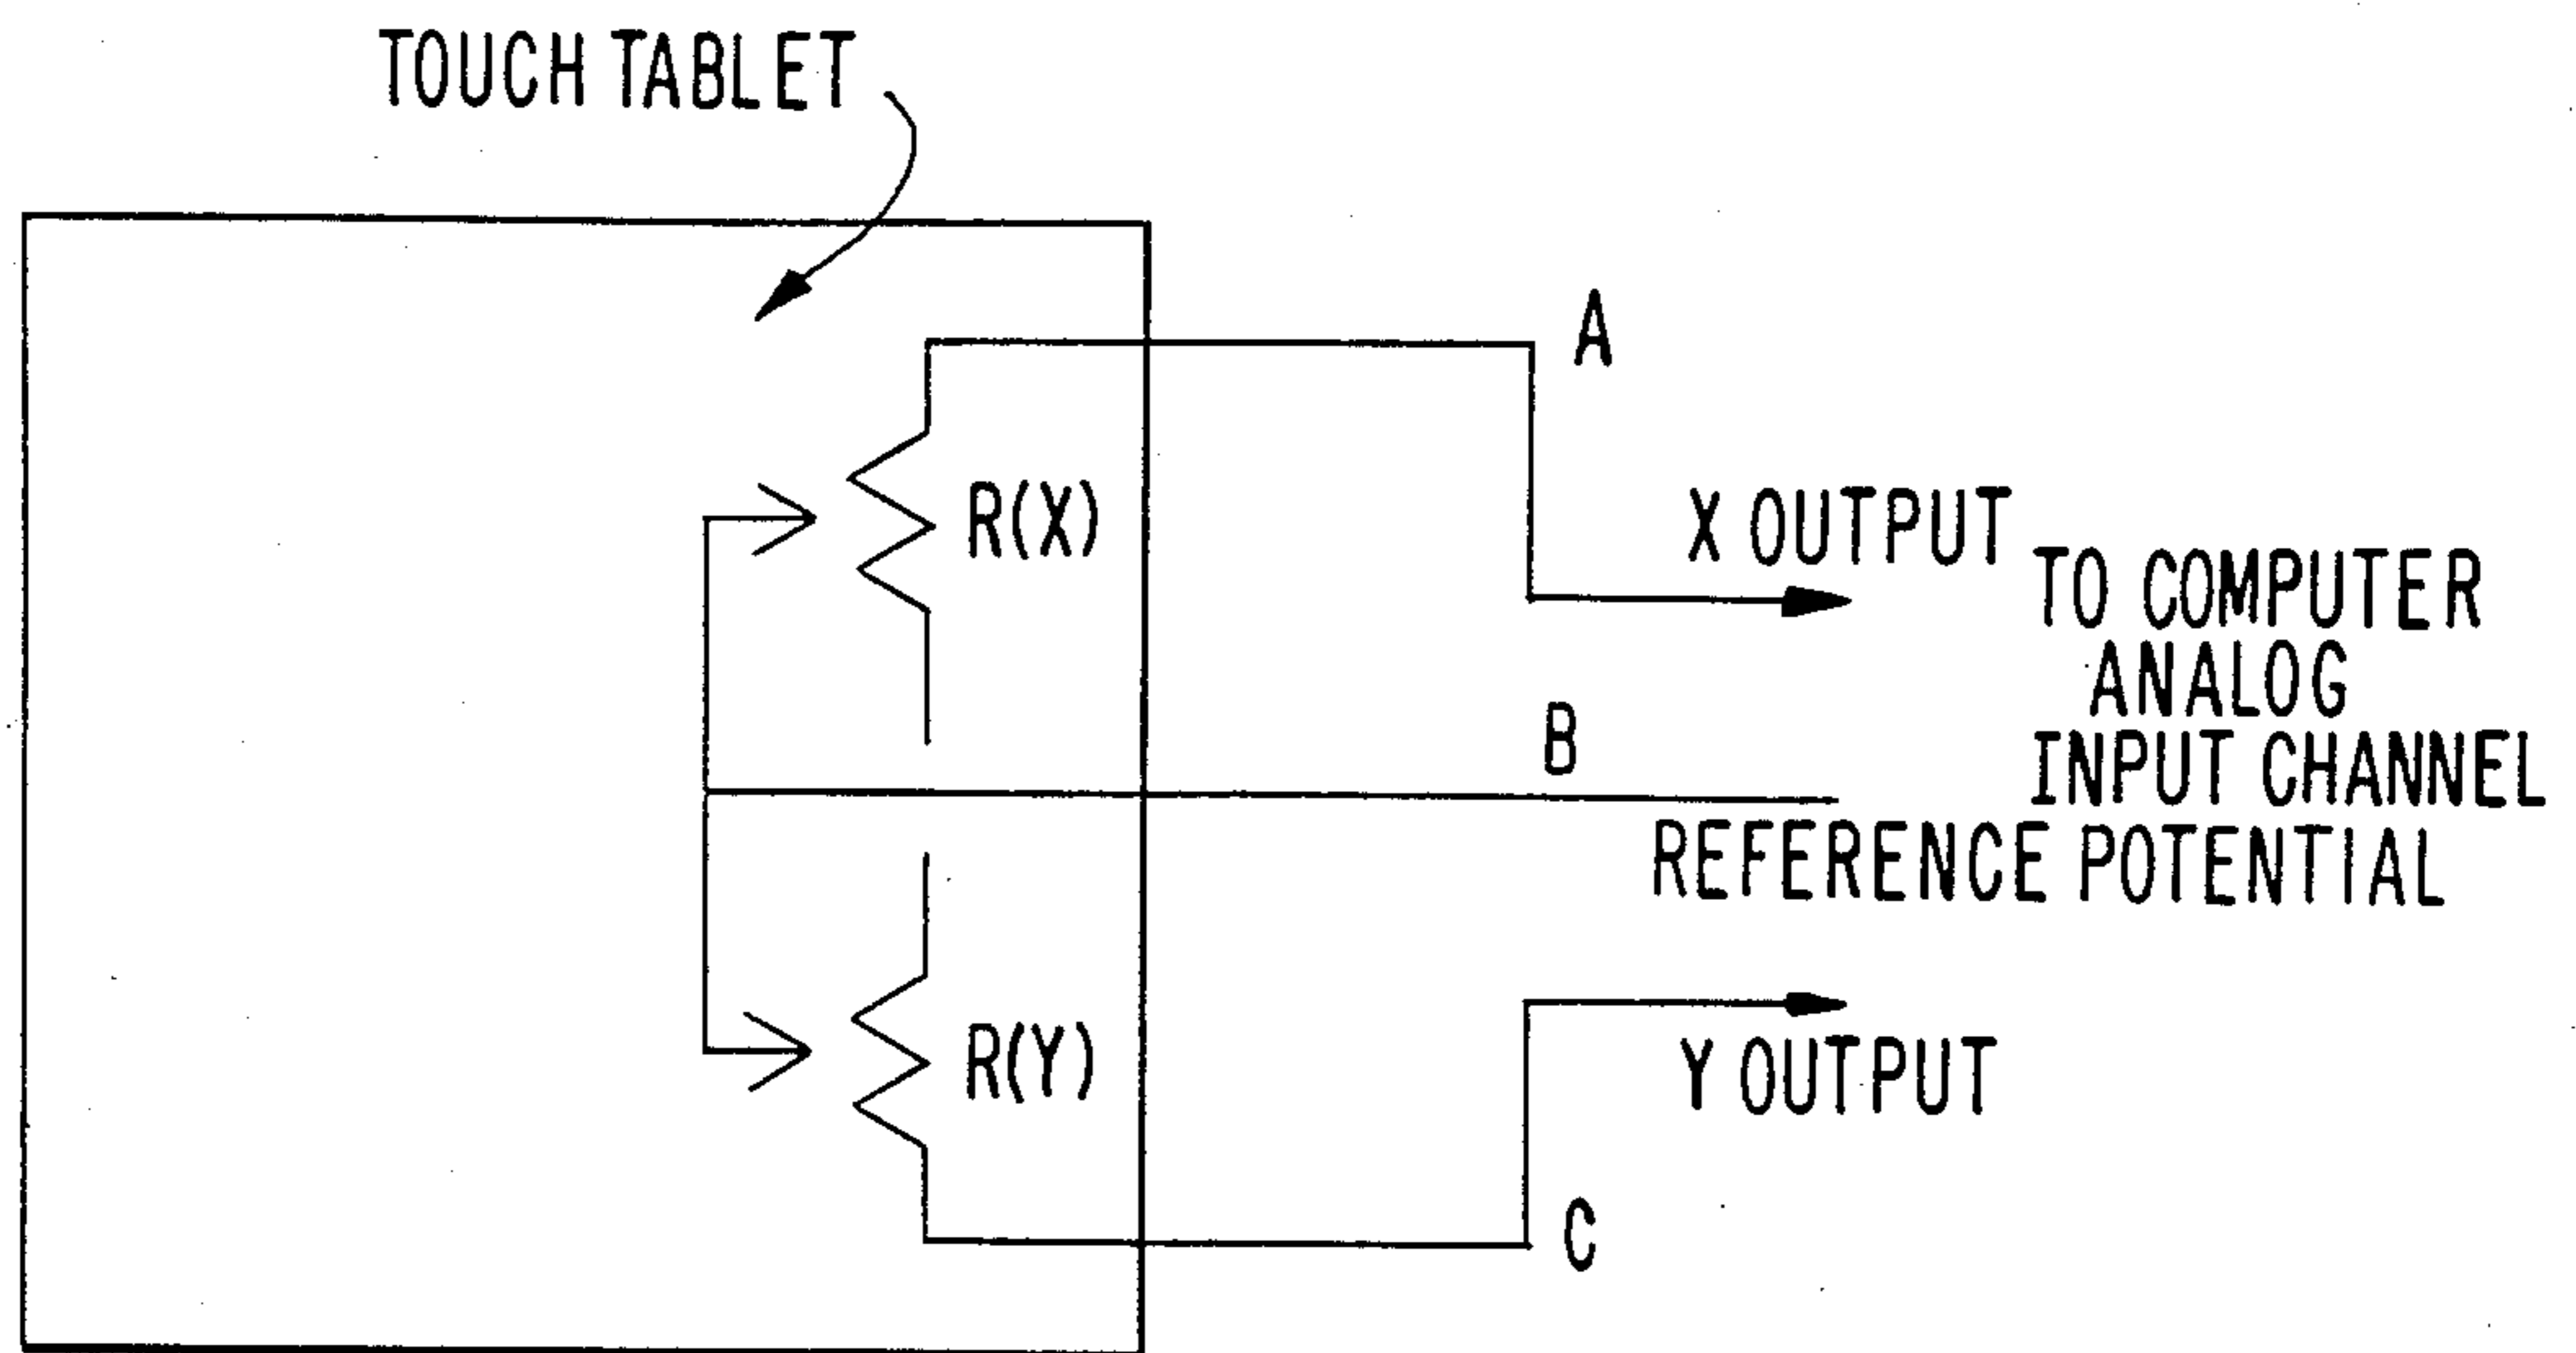 TOUCH TABLET
A
R(X)
X OUTPUT
TO COMPUTER
ANALOG
INPUT CHANNEL
B
REFERENCE POTENTIAL
R(Y)
Y OUTPUT
C